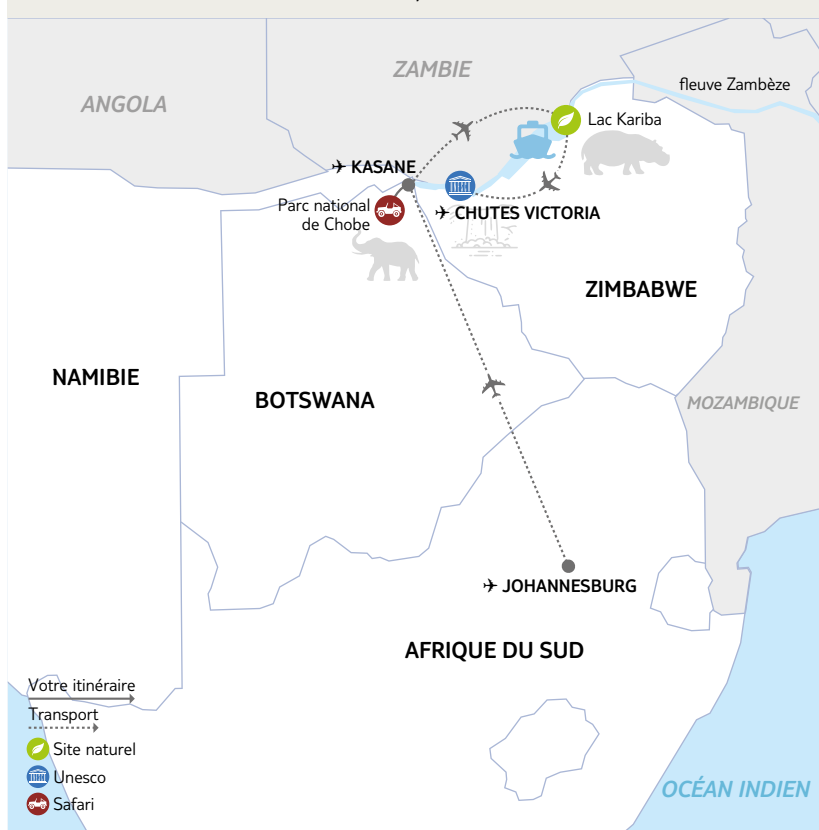 ZAMBIE
ANGOLA
fleuve Zambèze
Lac Kariba
KASANE
Parc national
de Chobe
CHUTES VICTORIA
ZIMBABWE
NAMIBIE
BOTSWANA
MOZAMBIQUE
JOHANNESBURG
AFRIQUE DU SUD
Votre itinéraire
Transport
Site naturel
Unesco
Safari
OCÉAN INDIEN